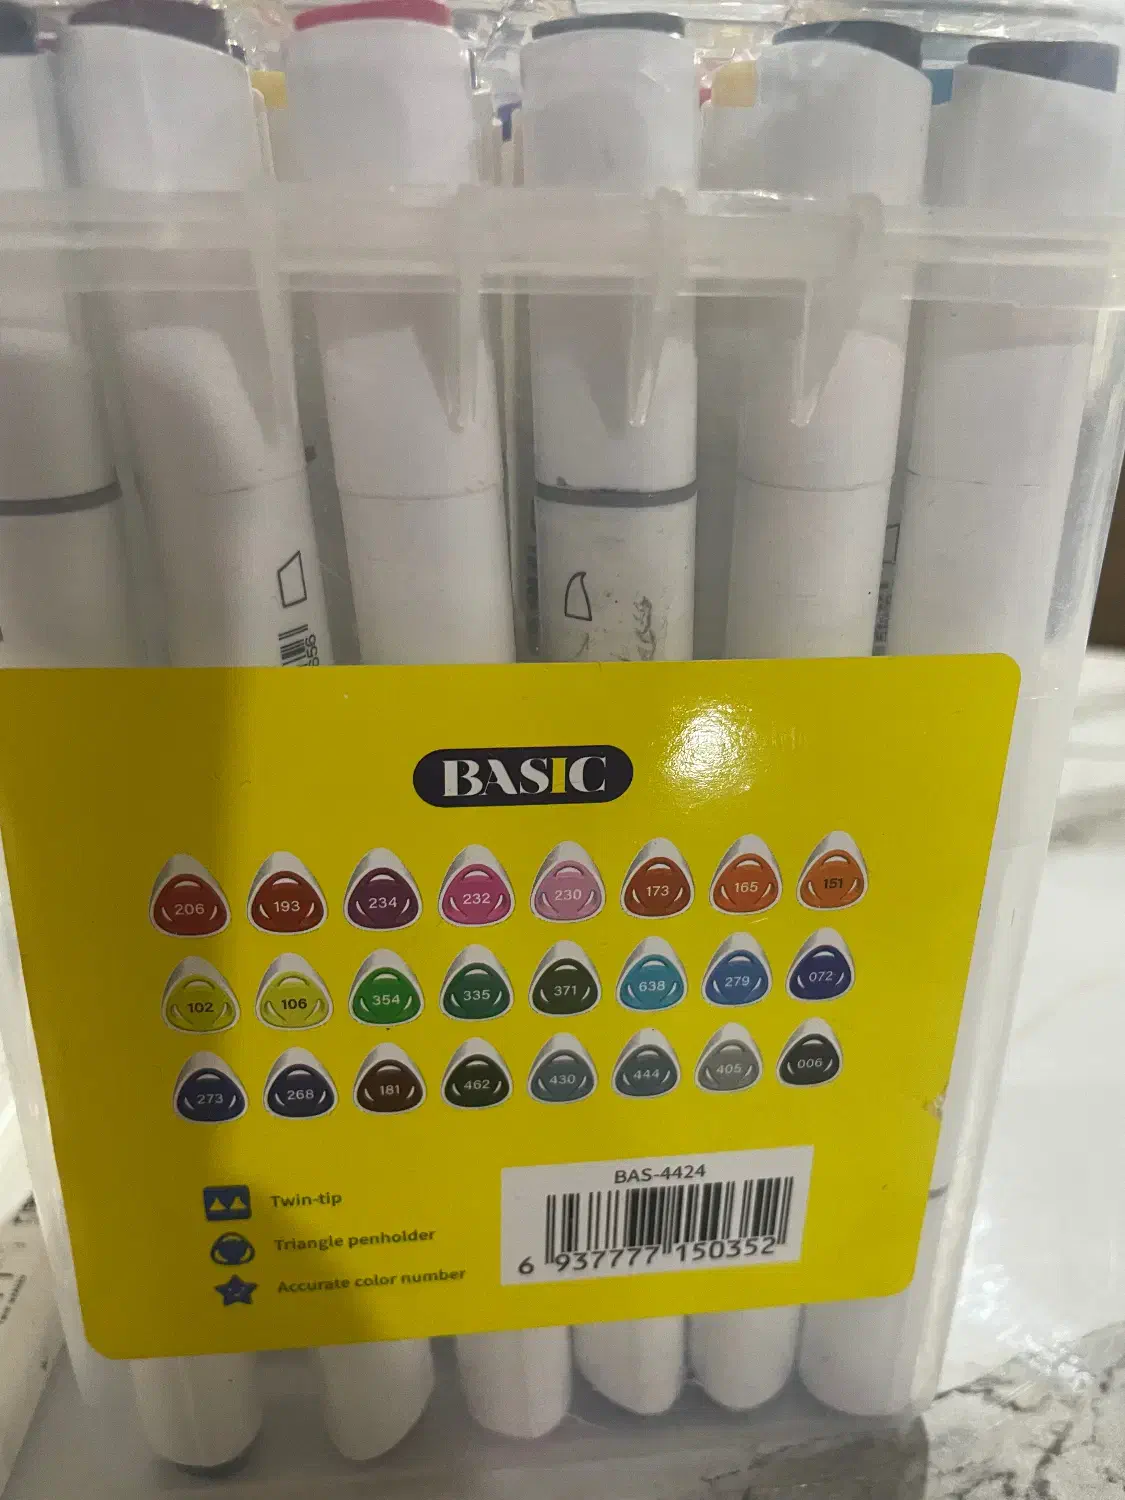 656
BASIC
206 193 234 232 230 173 165 151
102 106 354 335 371 638 279 072
273 268 181 462 430 444 405 006
Twin-tip
Triangle penholder
Accurate color number
BAS-4424
6 937777 150352